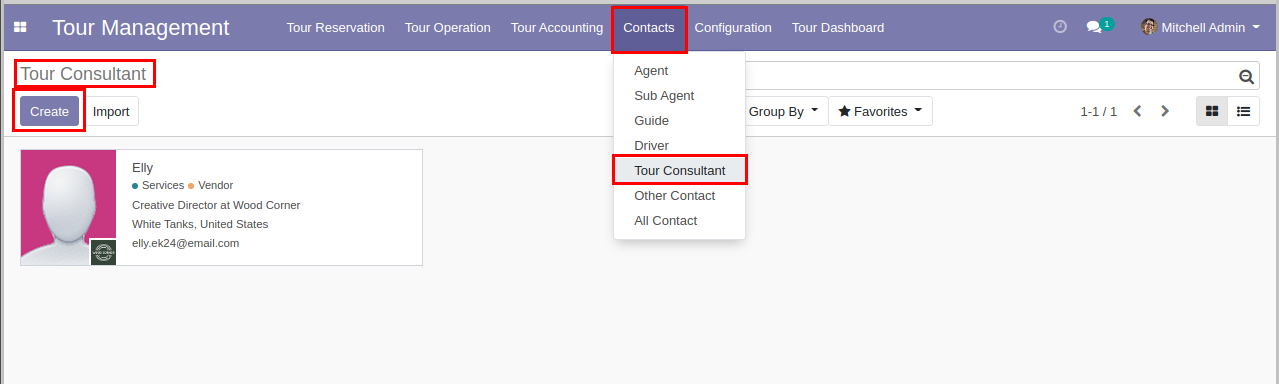 Tour Management Tour Reservation Tour Operation Tour Accounting Contacts Configuration Tour Dashboard 1 Mitchell Admin
Tour Consultant
Create Import
Agent
Sub Agent
Guide
Driver
Tour Consultant
Other Contact
All Contact
Group By Favorites 1-1 / 1
Elly
Services Vendor
Creative Director at Wood Corner
White Tanks, United States
elly.ek24@email.com
WOOD CORNER